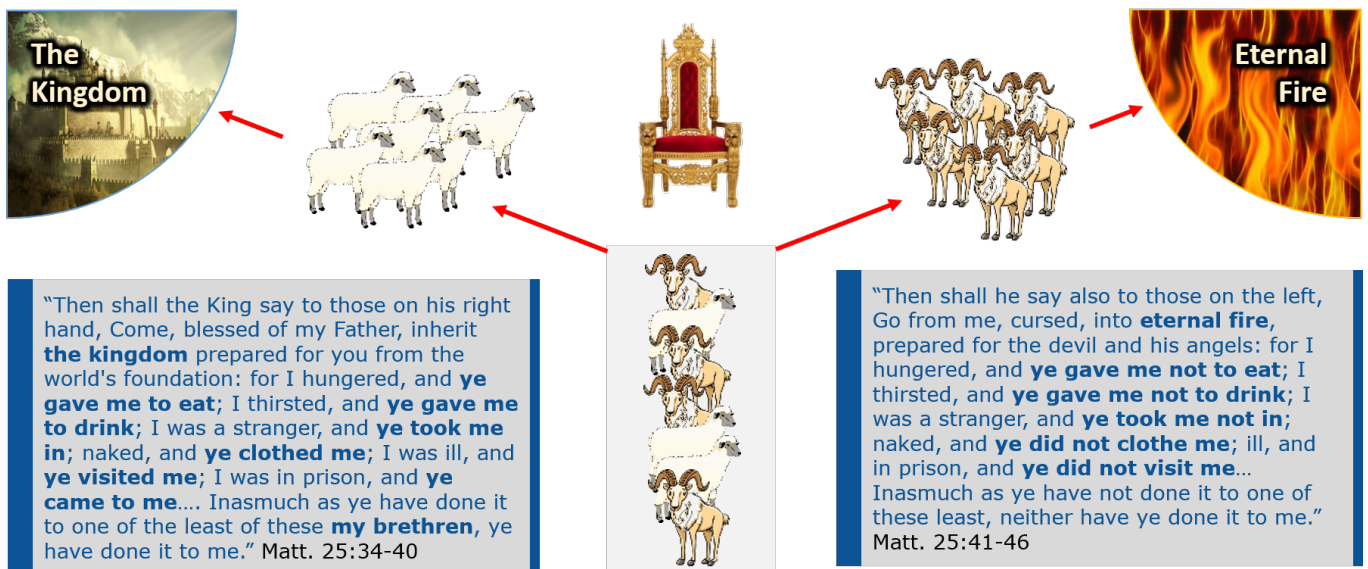 The
Kingdom
Eternal
Fire
“Then shall the King say to those on his right
hand, Come, blessed of my Father, inherit
the kingdom prepared for you from the
world's foundation: for I hungered, and ye
gave me to eat; I thirsted, and ye gave me
to drink; I was a stranger, and ye took me
in; naked, and ye clothed me; I was ill, and
ye visited me; I was in prison, and ye
came to me…. Inasmuch as ye have done it
to one of the least of these my brethren, ye
have done it to me.” Matt. 25:34-40
“Then shall he say also to those on the left,
Go from me, cursed, into eternal fire,
prepared for the devil and his angels: for I
hungered, and ye gave me not to eat; I
thirsted, and ye gave me not to drink; I
was a stranger, and ye took me not in;
naked, and ye did not clothe me; ill, and
in prison, and ye did not visit me…
Inasmuch as ye have not done it to one of
these least, neither have ye done it to me.”
Matt. 25:41-46